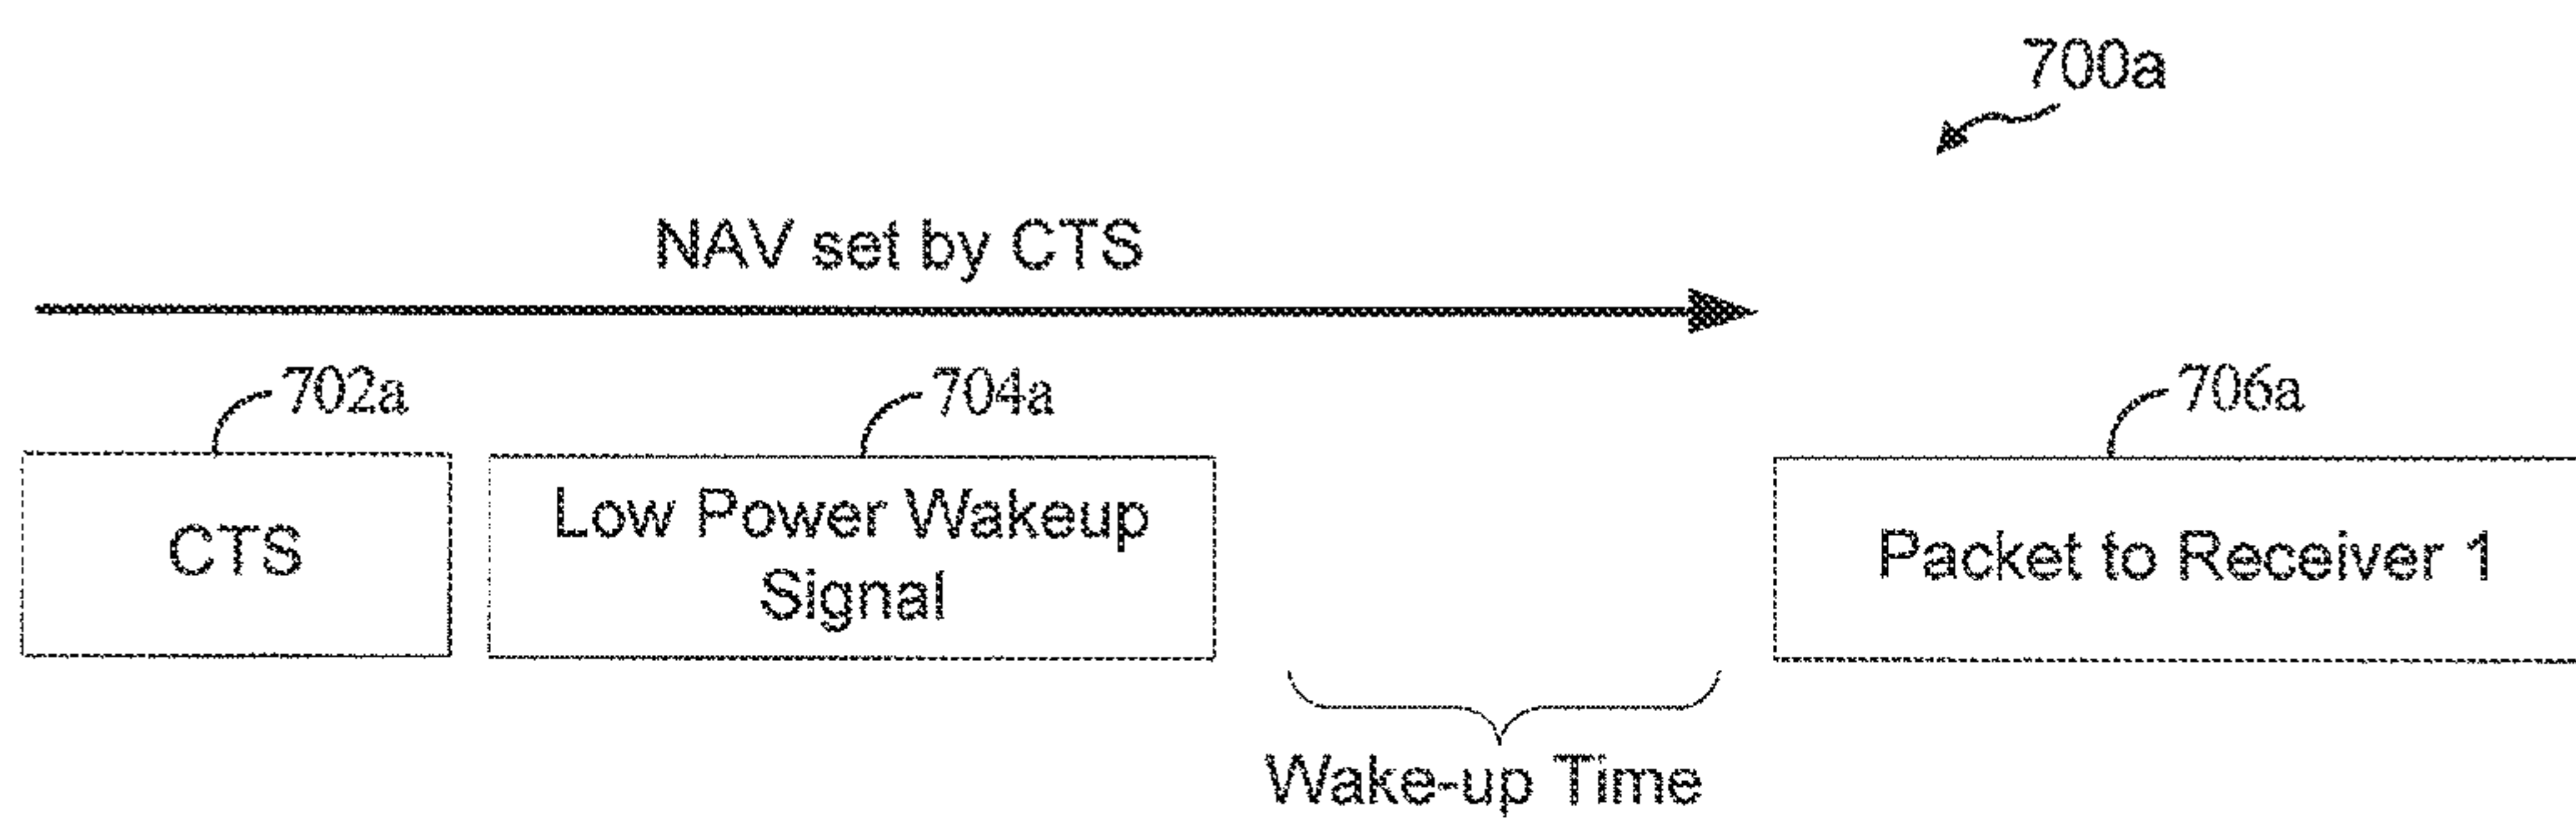 700a
NAV set by CTS
702a
704a
706a
CTS
Low Power Wakeup
Signal
Packet to Receiver 1
Wake-up Time